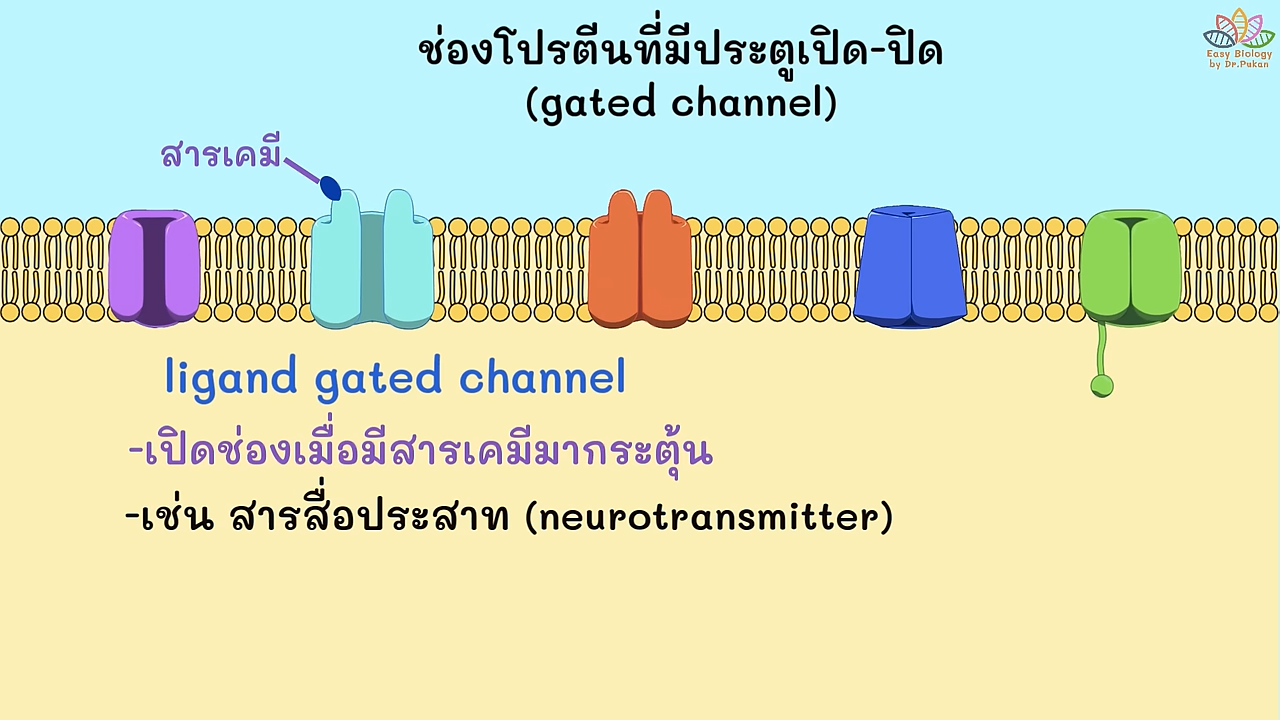 ช่องโปรตีนที่มีประตูเปิด-ปิด
(gated channel)
Easy Biology
by Dr.Pukan
สารเคมี
ligand gated channel
-เปิดช่องเมื่อมีสารเคมีมากระตุ้น
-เช่น สารสื่อประสาท (neurotransmitter)